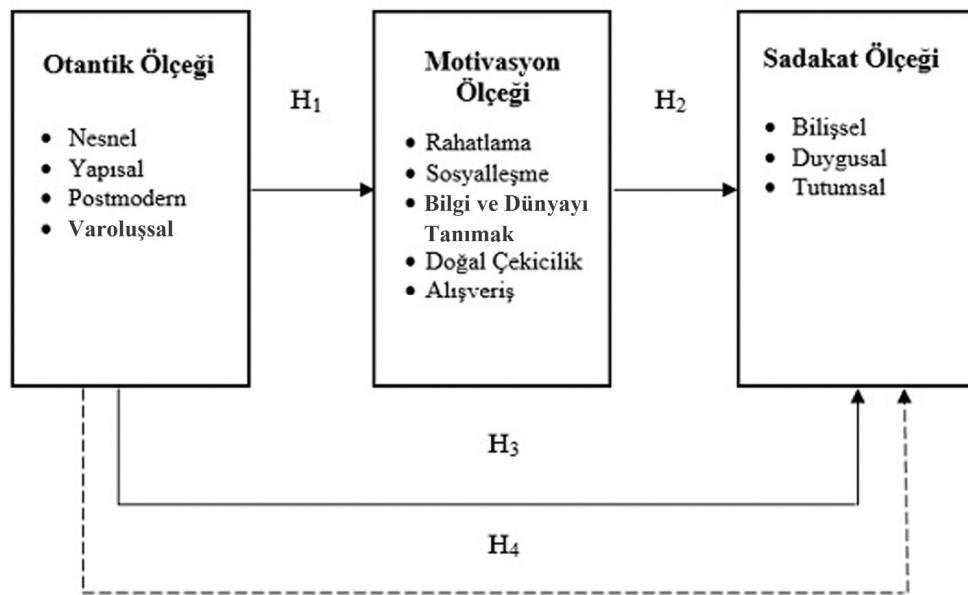 Otantik Ölçeği
• Nesnel
• Yapısal
• Postmodern
• Varoluşsal
H1
Motivasyon
Ölçeği
• Rahatlama
• Sosyalleşme
• Bilgi ve Dünyayı
Tanımak
• Doğal Çekicilik
• Alışveriş
H2
Sadakat Ölçeği
• Bilişsel
• Duygusal
• Tutumsal
H3
H4